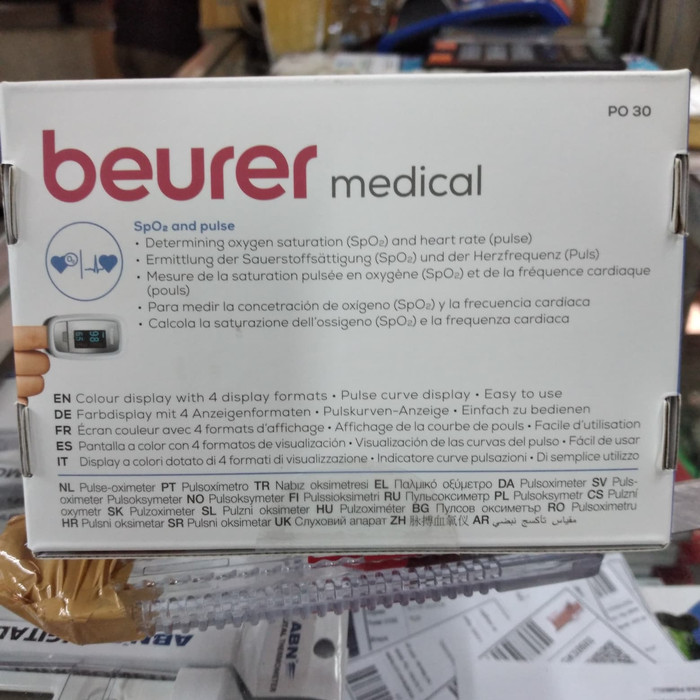 PO 30
beurer medical
SpO₂ and pulse
• Determining oxygen saturation (SpO₂) and heart rate (pulse)
• Ermittlung der Sauerstoffsättigung (SpO₂) und der Herzfrequenz (Puls)
• Mesure de la saturation pulsée en oxygène (SpO₂) et de la fréquence cardiaque
(pouls)
• Para medir la concetración de oxígeno (SpO₂) y la frecuencia cardíaca
• Calcola la saturazione dell'ossigeno (SpO₂) e la frequenza cardiaca
EN Colour display with 4 display formats • Pulse curve display • Easy to use
DE Farbdisplay mit 4 Anzeigenformaten • Pulskurven-Anzeige • Einfach zu bedienen
FR Écran couleur avec 4 formats d'affichage • Affichage de la courbe de pouls • Facile d'utilisation
ES Pantalla a color con 4 formatos de visualización • Visualización de las curvas del pulso • Fácil de usar
IT Display a colori dotato di 4 formati di visualizzazione • Indicatore curve pulsazioni • Di semplice utilizzo
NL Pulse-oximeter PT Pulsoxímetro TR Nabız oksimetresi EL Παλμικό οξύμετρο DA Pulsoximeter SV Puls-
oximeter Pulsoksymeter NO Pulsoksymeter FI Pulssioksimetri RU Пульсоксиметр PL Pulsoksymetr CS Pulzní
oxymetr SK Pulzoximeter SL Pulzni oksimeter HU Pulzoximéter BG Пулсов оксиметър RO Pulsoximetru
HR Pulsni oksimetar SR Pulsni oksimetar UK Слуховий апарат ZH 脉搏血氧仪 AR مقياس تأكسج نبضي
ABN
DIGITAL
ABN